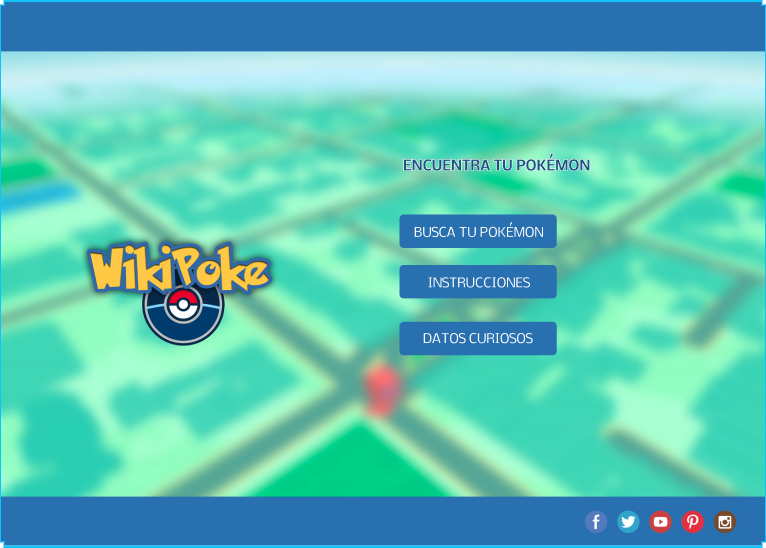 ENCUENTRA TU POKÉMON
BUSCA TU POKÉMON
WikiPoke
INSTRUCCIONES
DATOS CURIOSOS